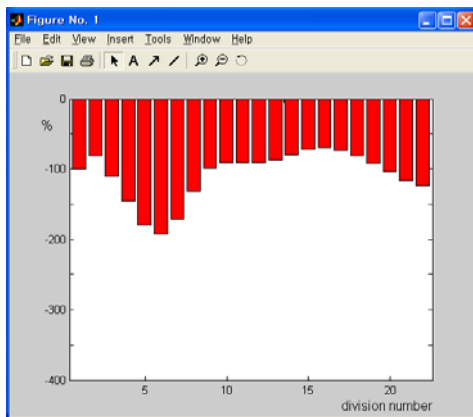 Figure No. 1
File Edit View Insert Tools Window Help
A
0
%
-100
-200
-300
-400
5 10 15 20
division number